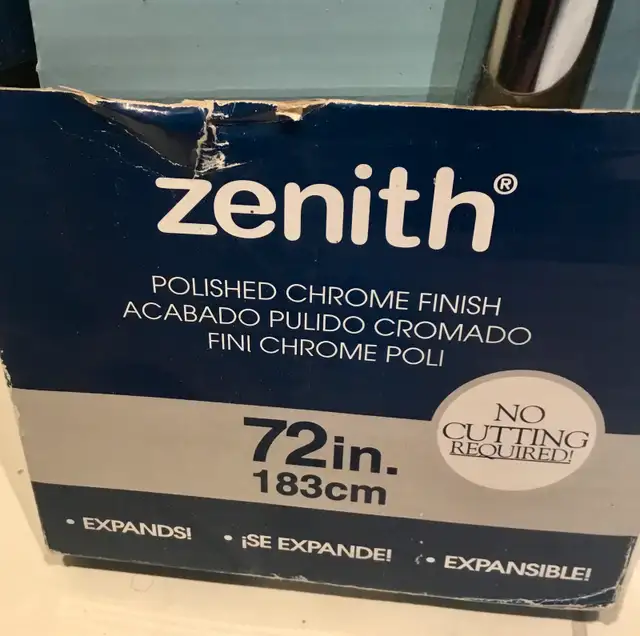 zenith®
POLISHED CHROME FINISH
ACABADO PULIDO CROMADO
FINI CHROME POLI
72in.
183cm
NO
CUTTING
REQUIRED!
• EXPANDS! • ¡SE EXPANDE! • EXPANSIBLE!